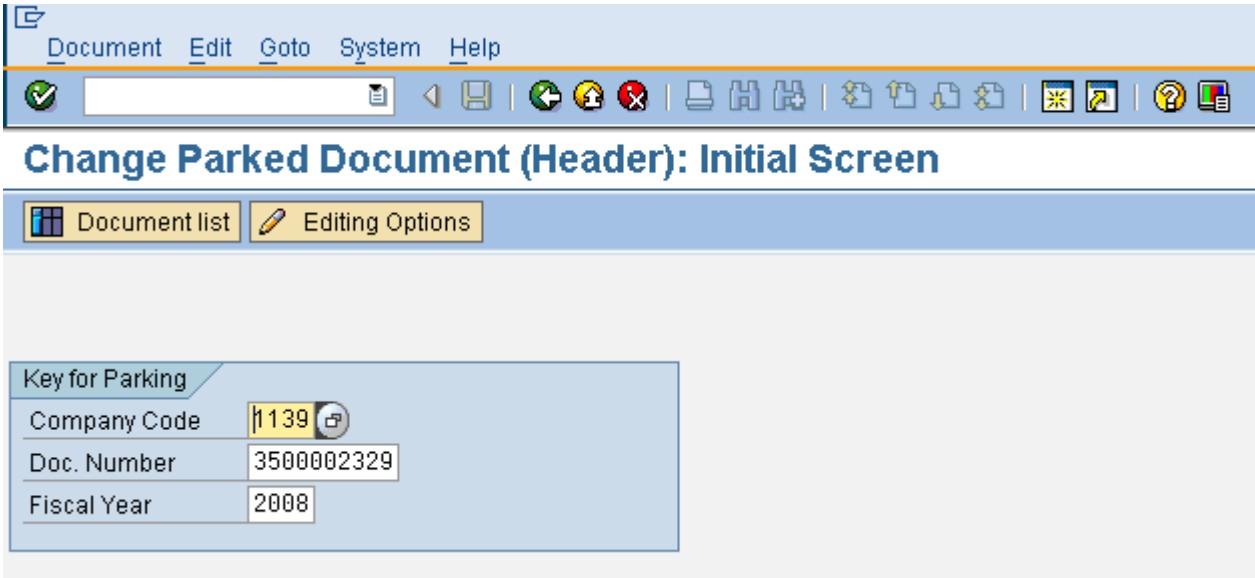 Document Edit Goto System Help
Change Parked Document (Header): Initial Screen
Document list Editing Options
Key for Parking
Company Code 1139
Doc. Number 3500002329
Fiscal Year 2008